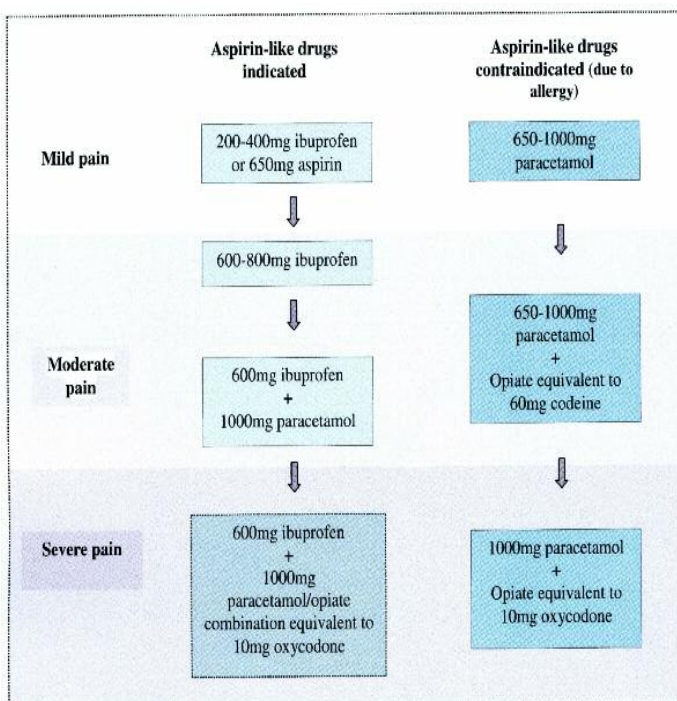 Aspirin-like drugs
indicated
Aspirin-like drugs
contraindicated (due to
allergy)
Mild pain
200-400mg ibuprofen
or 650mg aspirin
650-1000mg
paracetamol
600-800mg ibuprofen
Moderate
pain
600mg ibuprofen
+
1000mg paracetamol
650-1000mg
paracetamol
+
Opiate equivalent to
60mg codeine
Severe pain
600mg ibuprofen
+
1000mg
paracetamol/opiate
combination equivalent to
10mg oxycodone
1000mg paracetamol
+
Opiate equivalent to
10mg oxycodone